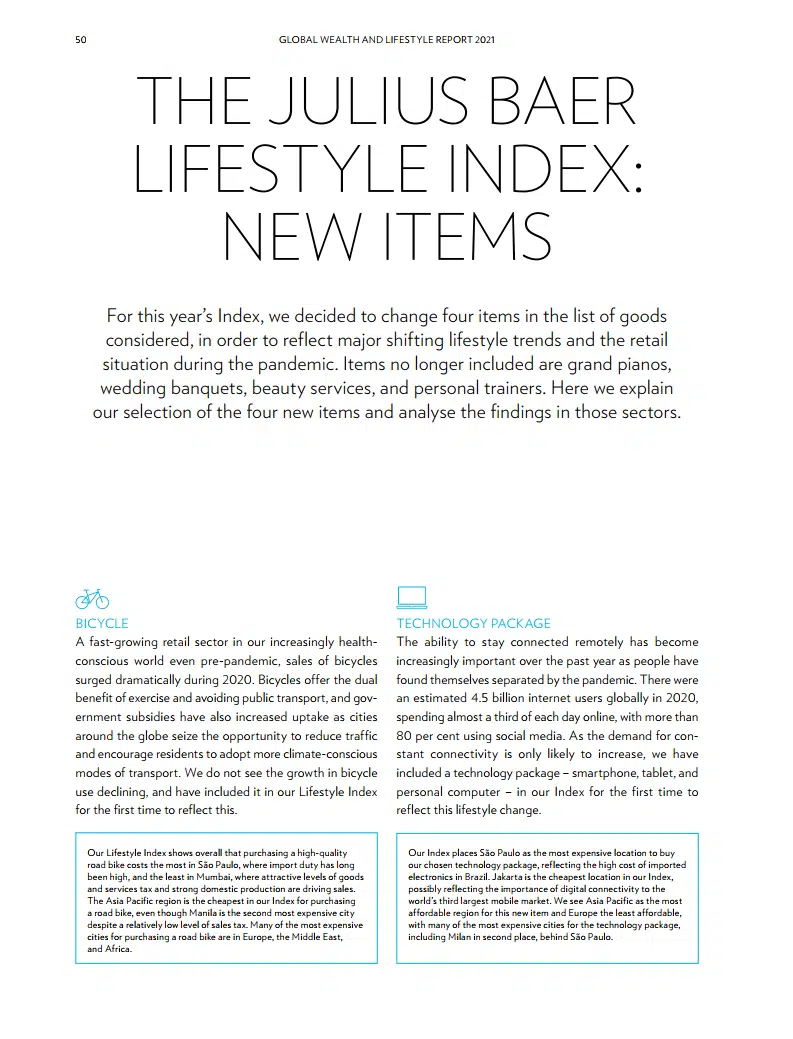 50
GLOBAL WEALTH AND LIFESTYLE REPORT 2021
THE JULIUS BAER
LIFESTYLE INDEX:
NEW ITEMS
For this year’s Index, we decided to change four items in the list of goods
considered, in order to reflect major shifting lifestyle trends and the retail
situation during the pandemic. Items no longer included are grand pianos,
wedding banquets, beauty services, and personal trainers. Here we explain
our selection of the four new items and analyse the findings in those sectors.
BICYCLE
A fast-growing retail sector in our increasingly health-
conscious world even pre-pandemic, sales of bicycles
surged dramatically during 2020. Bicycles offer the dual
benefit of exercise and avoiding public transport, and gov-
ernment subsidies have also increased uptake as cities
around the globe seize the opportunity to reduce traffic
and encourage residents to adopt more climate-conscious
modes of transport. We do not see the growth in bicycle
use declining, and have included it in our Lifestyle Index
for the first time to reflect this.
Our Lifestyle Index shows overall that purchasing a high-quality
road bike costs the most in São Paulo, where import duty has long
been high, and the least in Mumbai, where attractive levels of goods
and services tax and strong domestic production are driving sales.
The Asia Pacific region is the cheapest in our Index for purchasing
a road bike, even though Manila is the second most expensive city
despite a relatively low level of sales tax. Many of the most expensive
cities for purchasing a road bike are in Europe, the Middle East,
and Africa.
TECHNOLOGY PACKAGE
The ability to stay connected remotely has become
increasingly important over the past year as people have
found themselves separated by the pandemic. There were
an estimated 4.5 billion internet users globally in 2020,
spending almost a third of each day online, with more than
80 per cent using social media. As the demand for con-
stant connectivity is only likely to increase, we have
included a technology package – smartphone, tablet, and
personal computer – in our Index for the first time to
reflect this lifestyle change.
Our Index places São Paulo as the most expensive location to buy
our chosen technology package, reflecting the high cost of imported
electronics in Brazil. Jakarta is the cheapest location in our Index,
possibly reflecting the importance of digital connectivity to the
world’s third largest mobile market. We see Asia Pacific as the most
affordable region for this new item and Europe the least affordable,
with many of the most expensive cities for the technology package,
including Milan in second place, behind São Paulo.